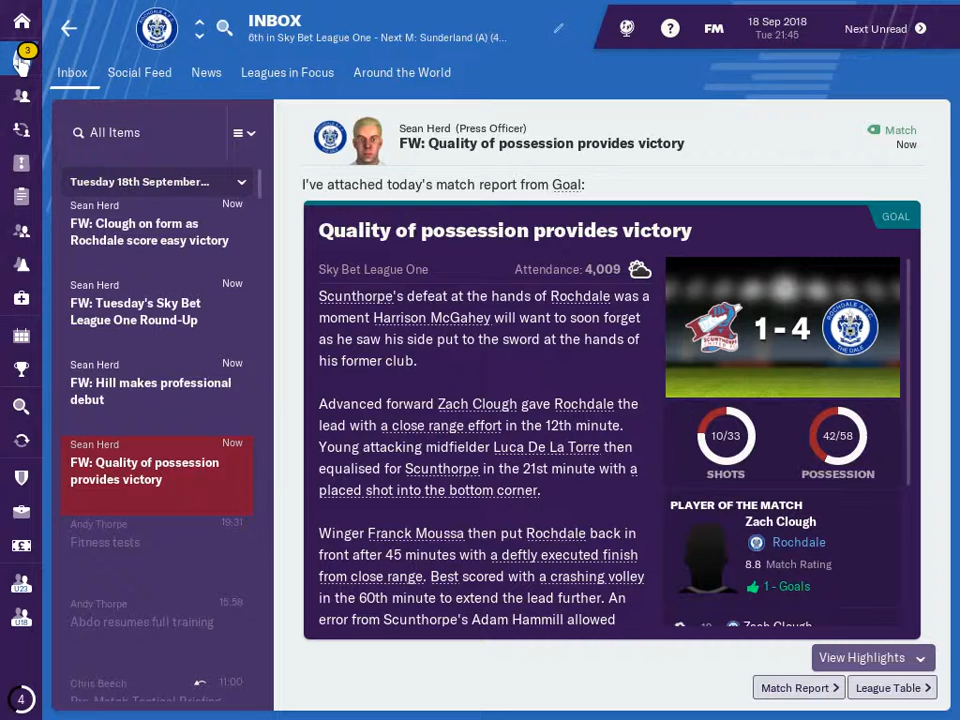 INBOX
6th in Sky Bet League One - Next M: Sunderland (A) (4...
FM
18 Sep 2018
Tue 21:45
Next Unread
3
Inbox
Social Feed
News
Leagues in Focus
Around the World
All Items
Tuesday 18th September...
Sean Herd
Now
FW: Clough on form as
Rochdale score easy victory
Sean Herd
Now
FW: Tuesday's Sky Bet
League One Round-Up
Sean Herd
Now
FW: Hill makes professional
debut
Sean Herd
Now
FW: Quality of possession
provides victory
Andy Thorpe
19:31
Fitness tests
Andy Thorpe
15:58
Abdo resumes full training
Chris Beech
11:00
Pre-Match Tactical Briefing
U23
U18
4
Sean Herd (Press Officer)
FW: Quality of possession provides victory
Match
Now
I've attached today's match report from Goal:
GOAL
Quality of possession provides victory
Sky Bet League One
Attendance: 4,009
Scunthorpe's defeat at the hands of Rochdale was a
moment Harrison McGahey will want to soon forget
as he saw his side put to the sword at the hands of
his former club.
Advanced forward Zach Clough gave Rochdale the
lead with a close range effort in the 12th minute.
Young attacking midfielder Luca De La Torre then
equalised for Scunthorpe in the 21st minute with a
placed shot into the bottom corner.
Winger Franck Moussa then put Rochdale back in
front after 45 minutes with a deftly executed finish
from close range. Best scored with a crashing volley
in the 60th minute to extend the lead further. An
error from Scunthorpe's Adam Hammill allowed
1 - 4
10/33
SHOTS
42/58
POSSESSION
PLAYER OF THE MATCH
Zach Clough
Rochdale
8.8 Match Rating
1 - Goals
Zach Clough
View Highlights
Match Report
League Table